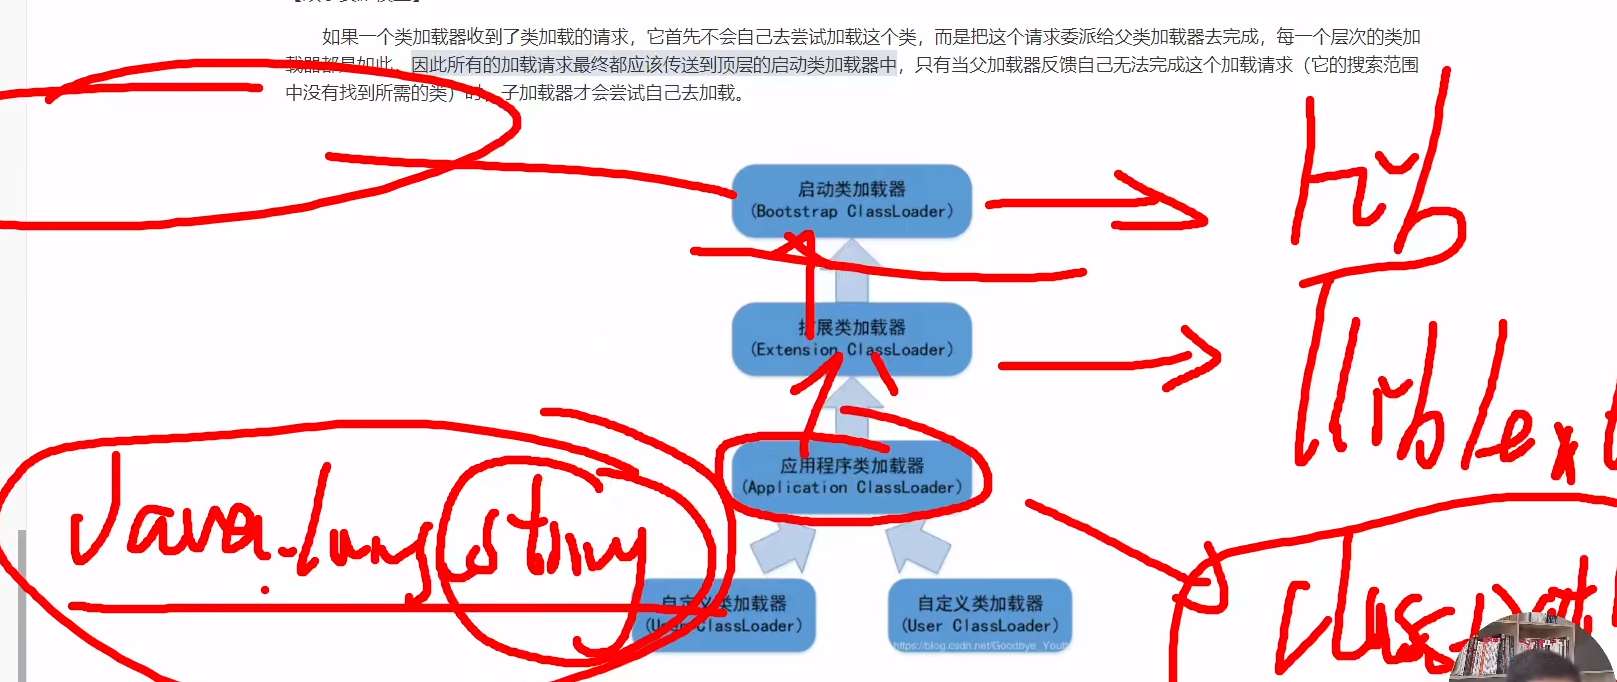 如果一个类加载器收到了类加载的请求，它首先不会自己去尝试加载这个类，而是把这个请求委派给父类加载器去完成，每一个层次的类加
载器都是如此，因此所有的加载请求最终都应该传送到顶层的启动类加载器中，只有当父加载器反馈自己无法完成这个加载请求（它的搜索范围
中没有找到所需的类）时，子加载器才会尝试自己去加载。
启动类加载器
(Bootstrap ClassLoader)
lib
扩展类加载器
(Extension ClassLoader)
lib/ext
应用程序类加载器
(Application ClassLoader)
java.lang.string
classpath
自定义类加载器
(User ClassLoader)
自定义类加载器
(User ClassLoader)